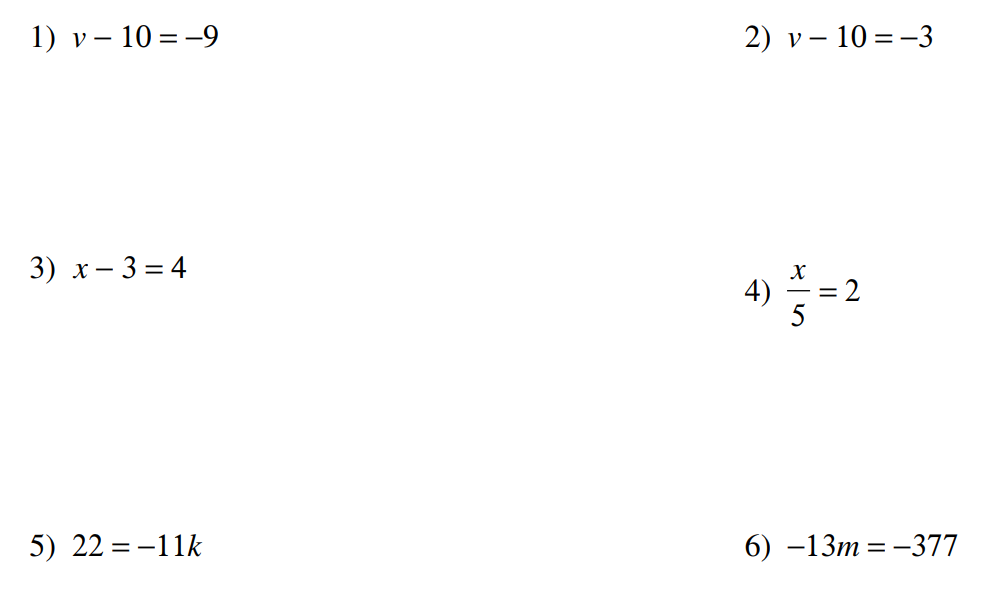 1) v – 10 = –9
2) v – 10 = –3
3) x – 3 = 4
4) x/5 = 2
5) 22 = –11k
6) –13m = –377